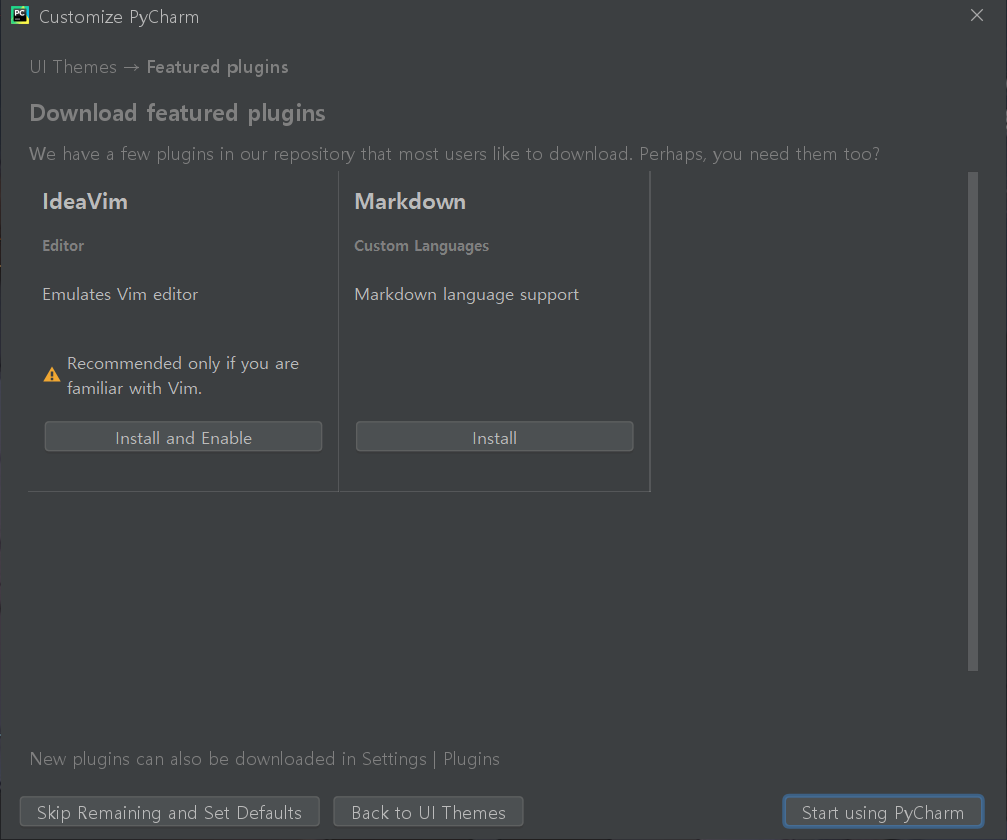 PC
Customize PyCharm
UI Themes → Featured plugins
Download featured plugins
We have a few plugins in our repository that most users like to download. Perhaps, you need them too?
IdeaVim
Editor
Emulates Vim editor
Recommended only if you are
familiar with Vim.
Install and Enable
Markdown
Custom Languages
Markdown language support
Install
New plugins can also be downloaded in Settings | Plugins
Skip Remaining and Set Defaults
Back to UI Themes
Start using PyCharm